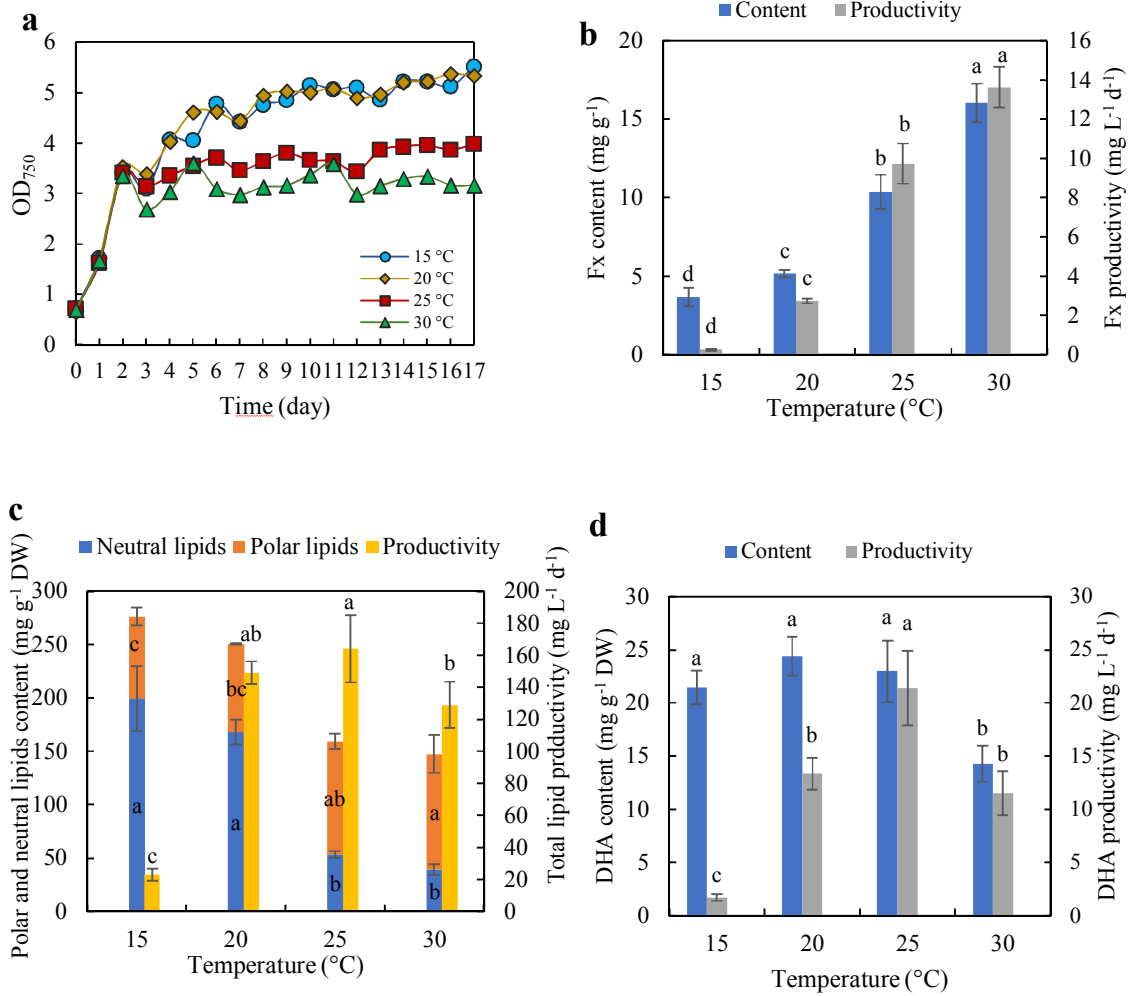 a
6
5
4
3
2
1
0
OD750
15 °C
20 °C
25 °C
30 °C
0 1 2 3 4 5 6 7 8 9 10 11 12 13 14 15 16 17
Time (day)
b
Content Productivity
20
15
10
5
0
Fx content (mg g-1)
16
14
12
10
8
6
4
2
0
Fx productivity (mg L-1 d-1)
d d c c b b a a
15 20 25 30
Temperature (°C)
c
Neutral lipids Polar lipids Productivity
300
250
200
150
100
50
0
Polar and neutral lipids content (mg g-1 DW)
200
180
160
140
120
100
80
60
40
20
0
Total lipid prdductivity (mg L-1 d-1)
c a c bc a ab ab b a a b b
15 20 25 30
Temperature (°C)
d
Content Productivity
30
25
20
15
10
5
0
DHA content (mg g-1 DW)
30
25
20
15
10
5
0
DHA productivity (mg L-1 d-1)
a c a b a a b b
15 20 25 30
Temperature (°C)